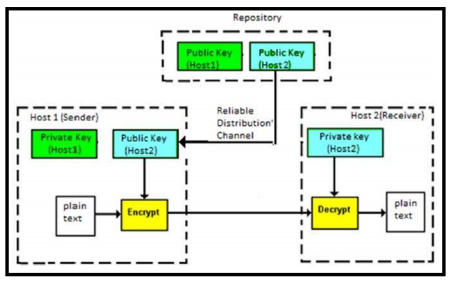 Repository
Public Key
(Host1)
Public Key
(Host2)
Host 1 (Sender)
Reliable
Distribution'
Channel
Host 2(Receiver)
Private Key
(Host1)
Public Key
(Host2)
Private key
(Host2)
plain
text
Encrypt
Decrypt
plain
text